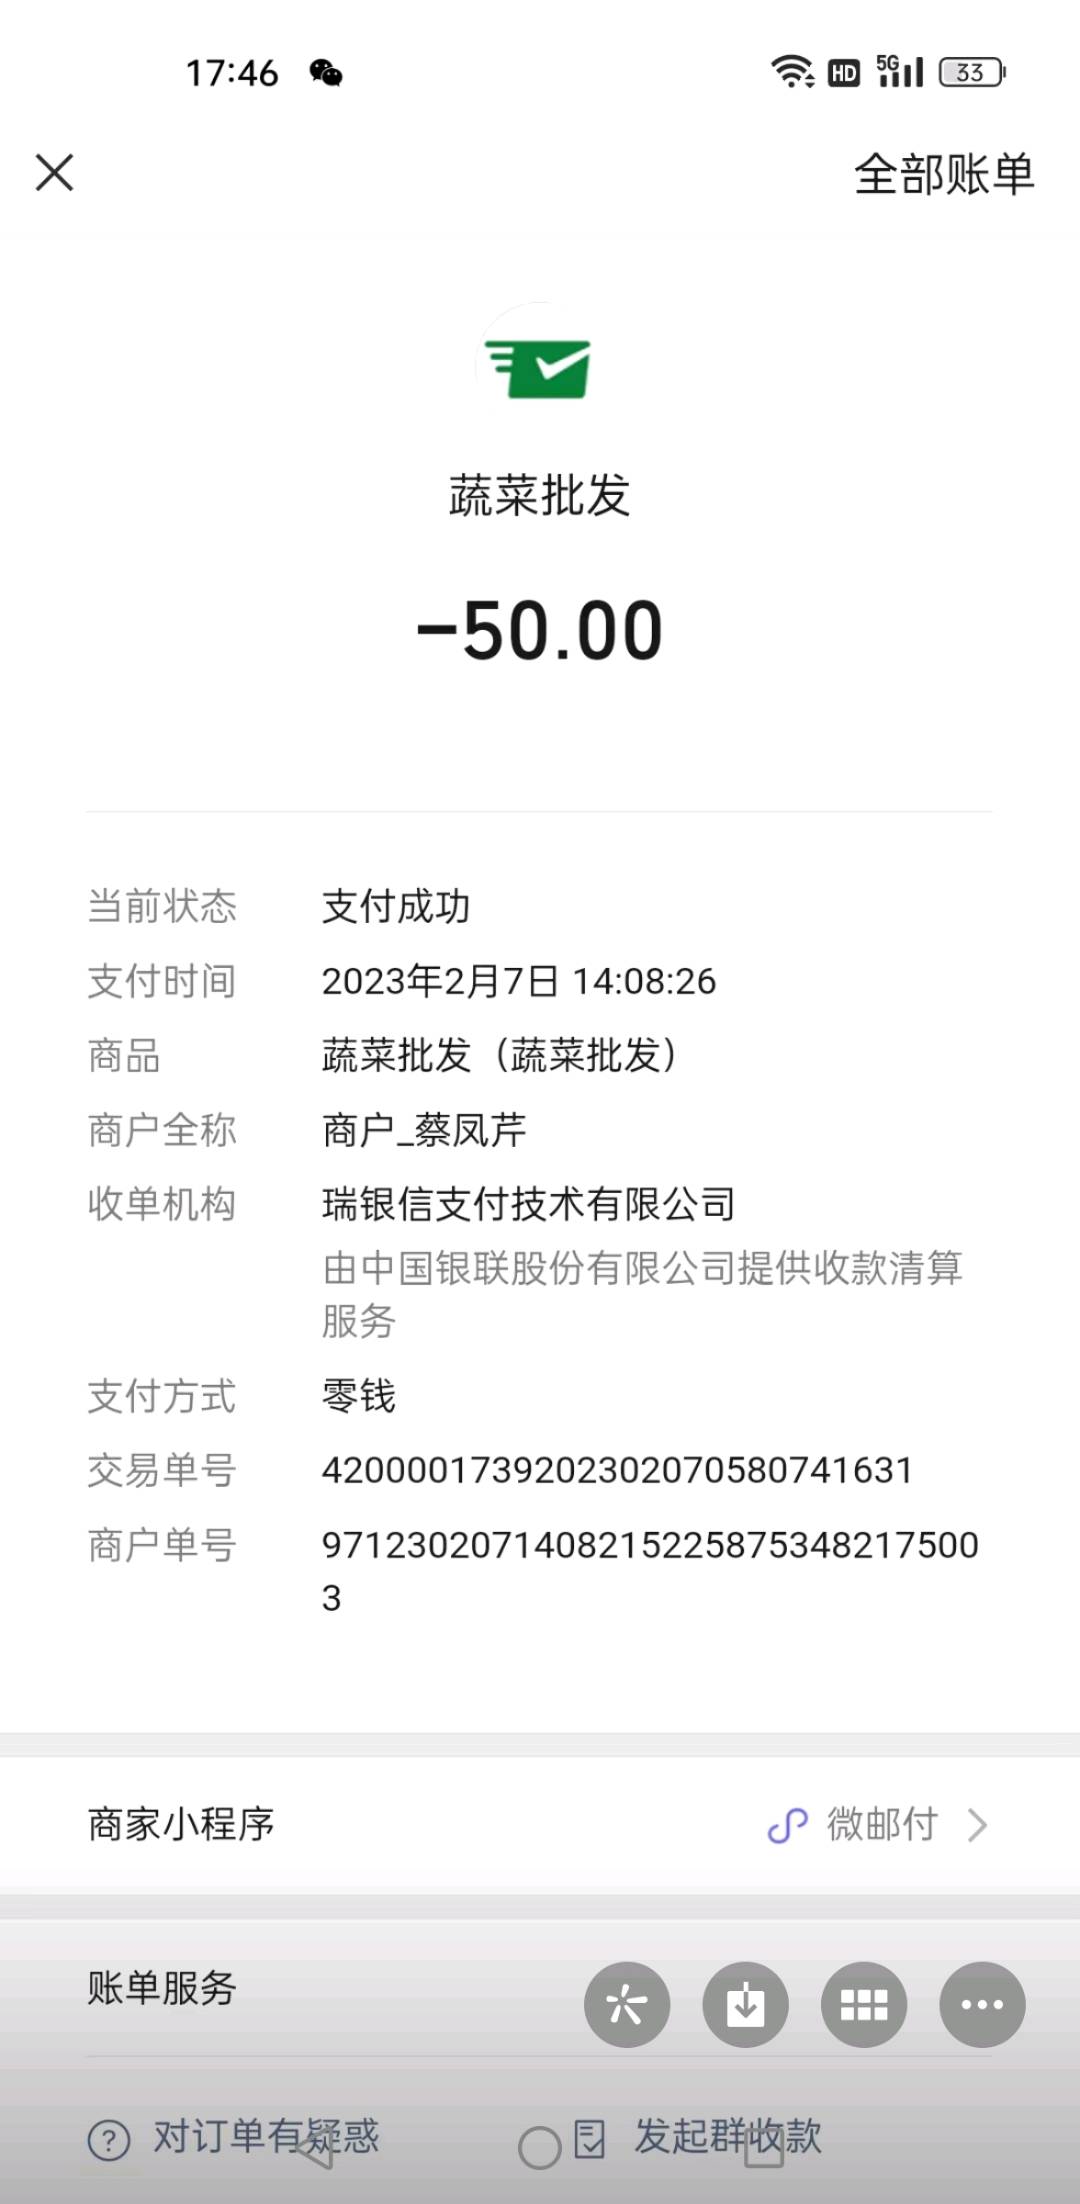 17:46 HD 5G 33
全部账单
蔬菜批发
-50.00
当前状态 支付成功
支付时间 2023年2月7日 14:08:26
商品 蔬菜批发（蔬菜批发）
商户全称 商户_蔡凤芹
收单机构 瑞银信支付技术有限公司
由中国银联股份有限公司提供收款清算
服务
支付方式 零钱
交易单号 4200001739202302070580741631
商户单号 9712302071408215225875348217500
3
商家小程序 微邮付
账单服务
对订单有疑惑 发起群收款